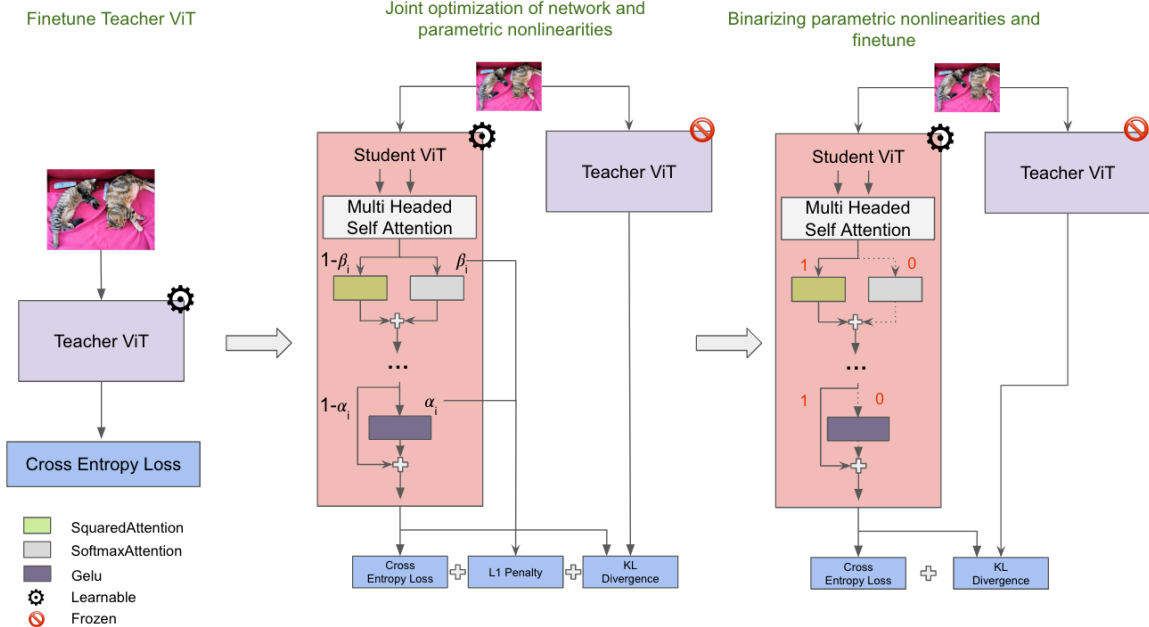 Finetune Teacher ViT
Teacher ViT
Cross Entropy Loss
SquaredAttention
SoftmaxAttention
Gelu
Learnable
Frozen
Joint optimization of network and
parametric nonlinearities
Student ViT
Multi Headed
Self Attention
1-βi
βi
...
1-αi
αi
Teacher ViT
Cross
Entropy Loss
L1 Penalty
KL
Divergence
Binarizing parametric nonlinearities and
finetune
Student ViT
Multi Headed
Self Attention
1
0
...
1
0
Teacher ViT
Cross
Entropy Loss
KL
Divergence